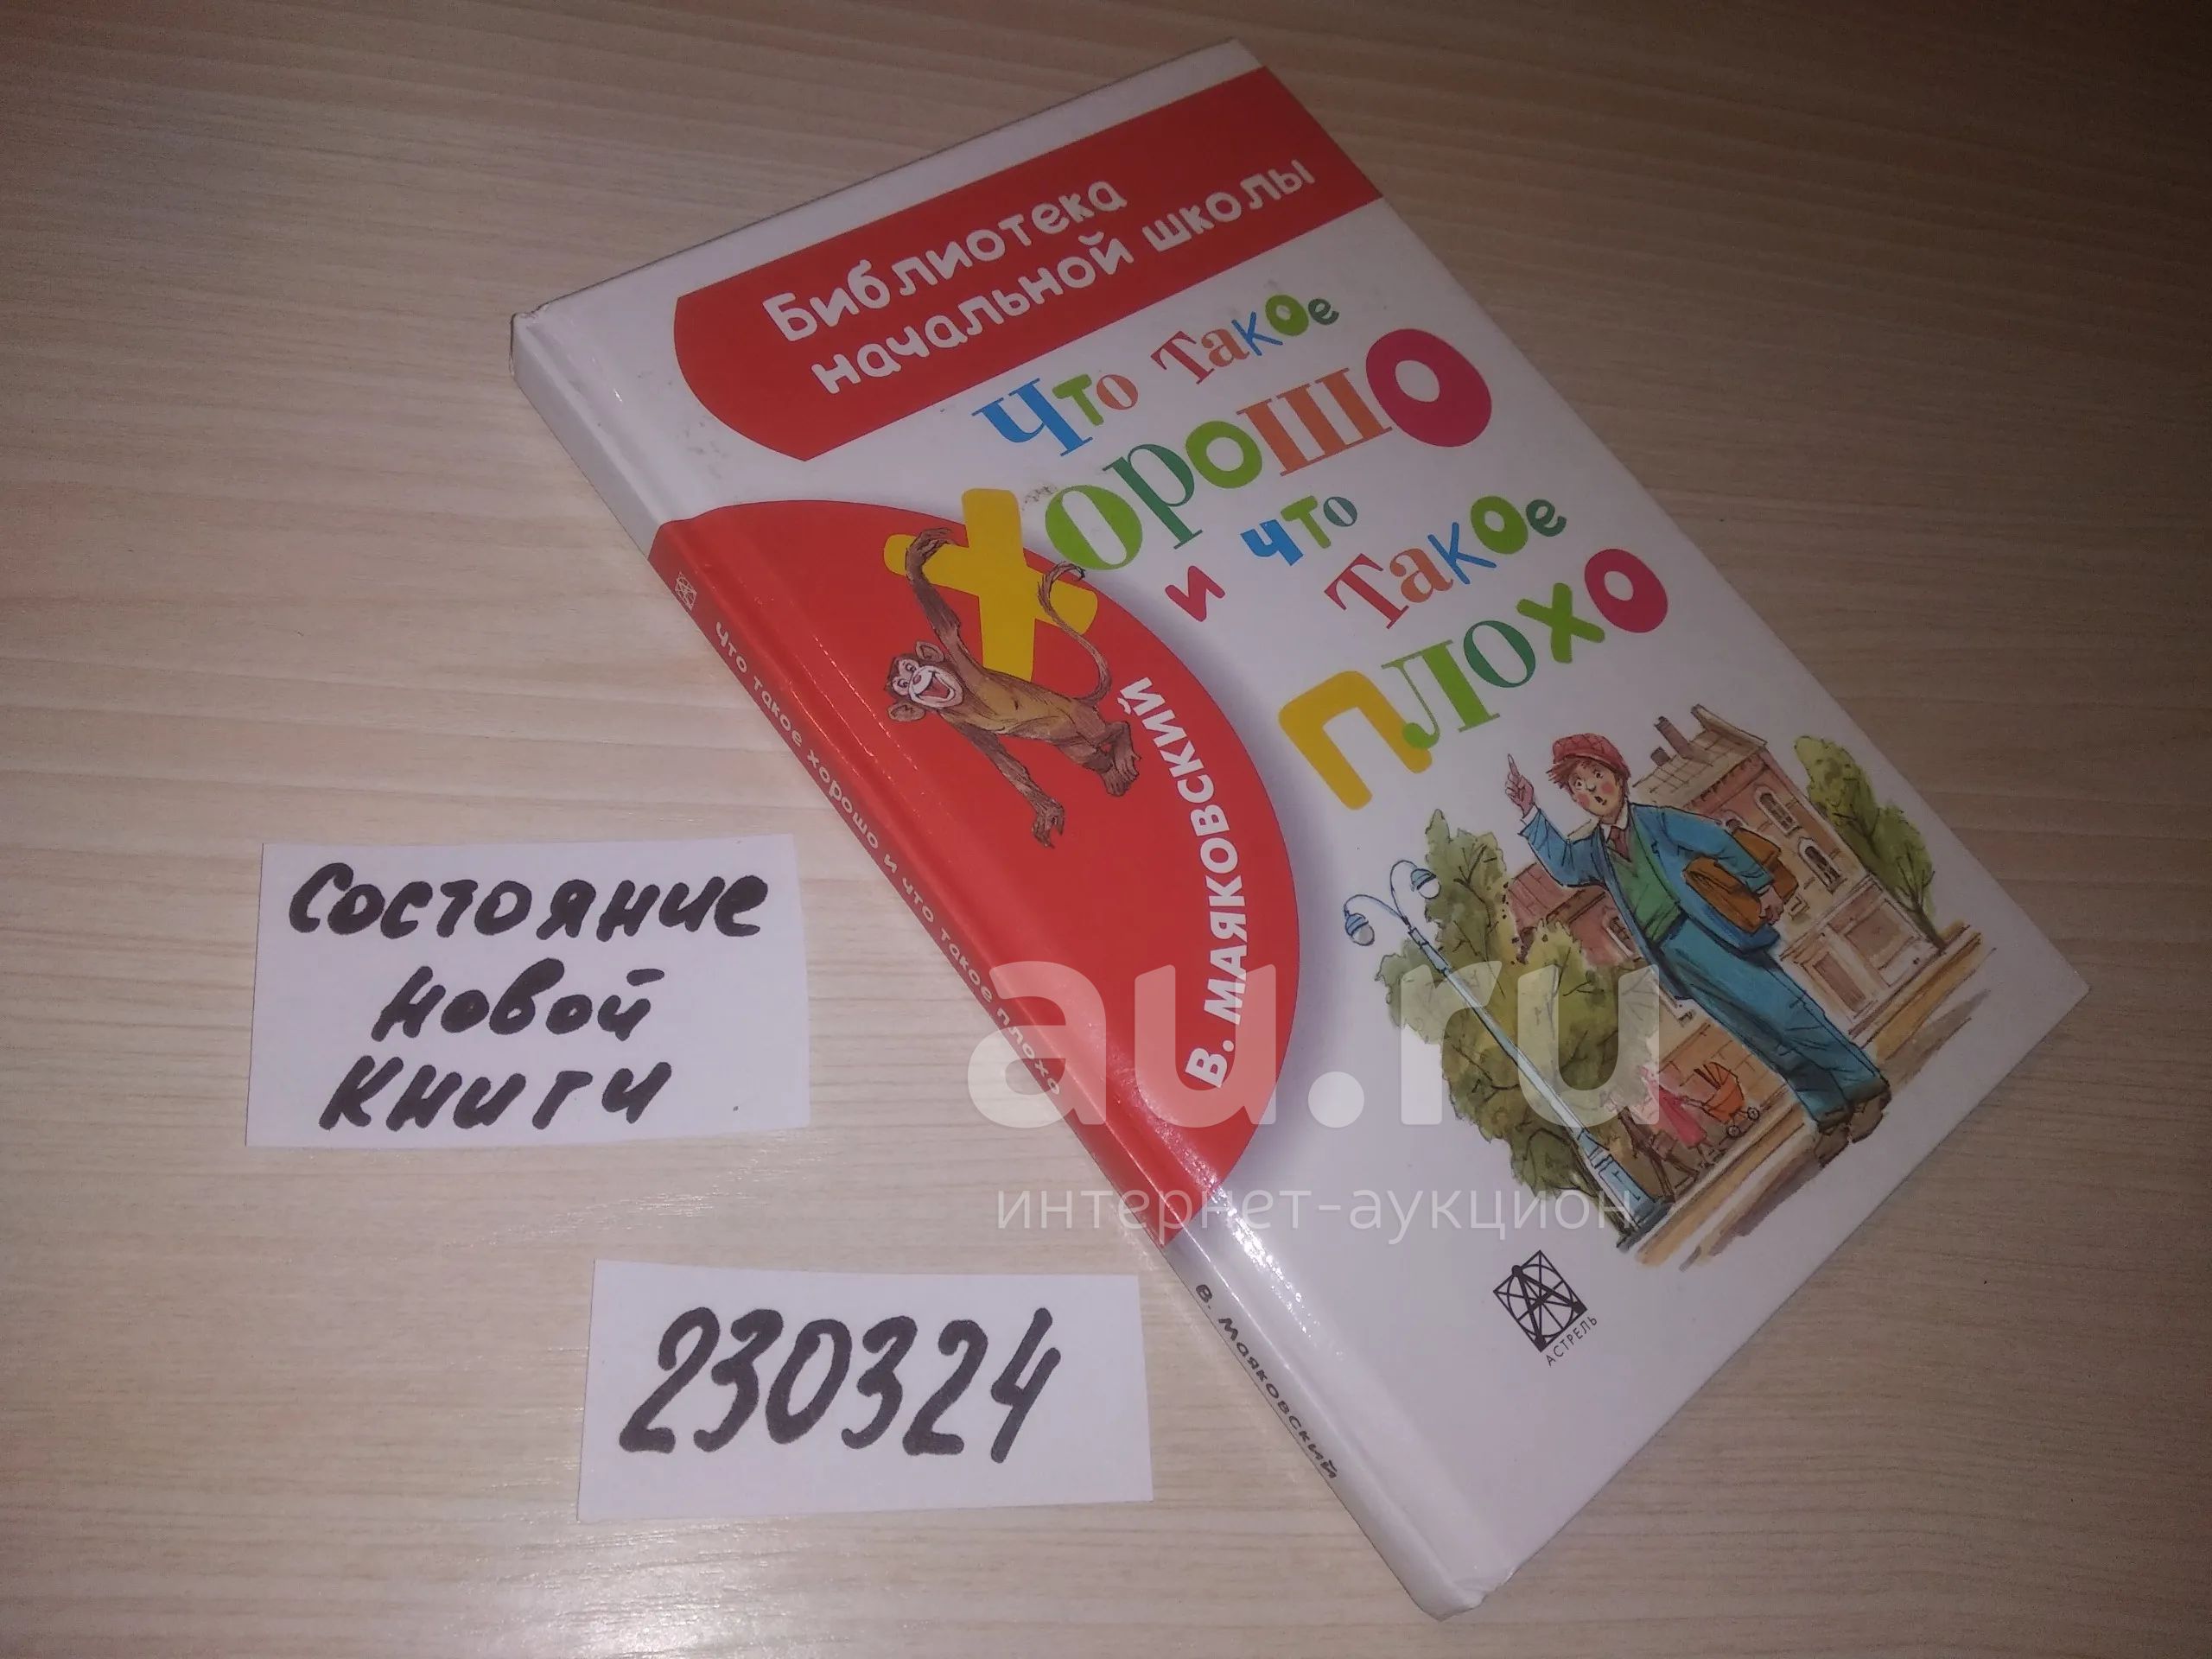 Библиотека
начальной школы
Что такое
хорошо
и что
такое
плохо
В. МАЯКОВСКИЙ
что такое хорошо и что такое плохо
В. Маяковский
АСТРЕЛЬ
Состояние
новой
книги
230324
au.ru
интернет-аукцион